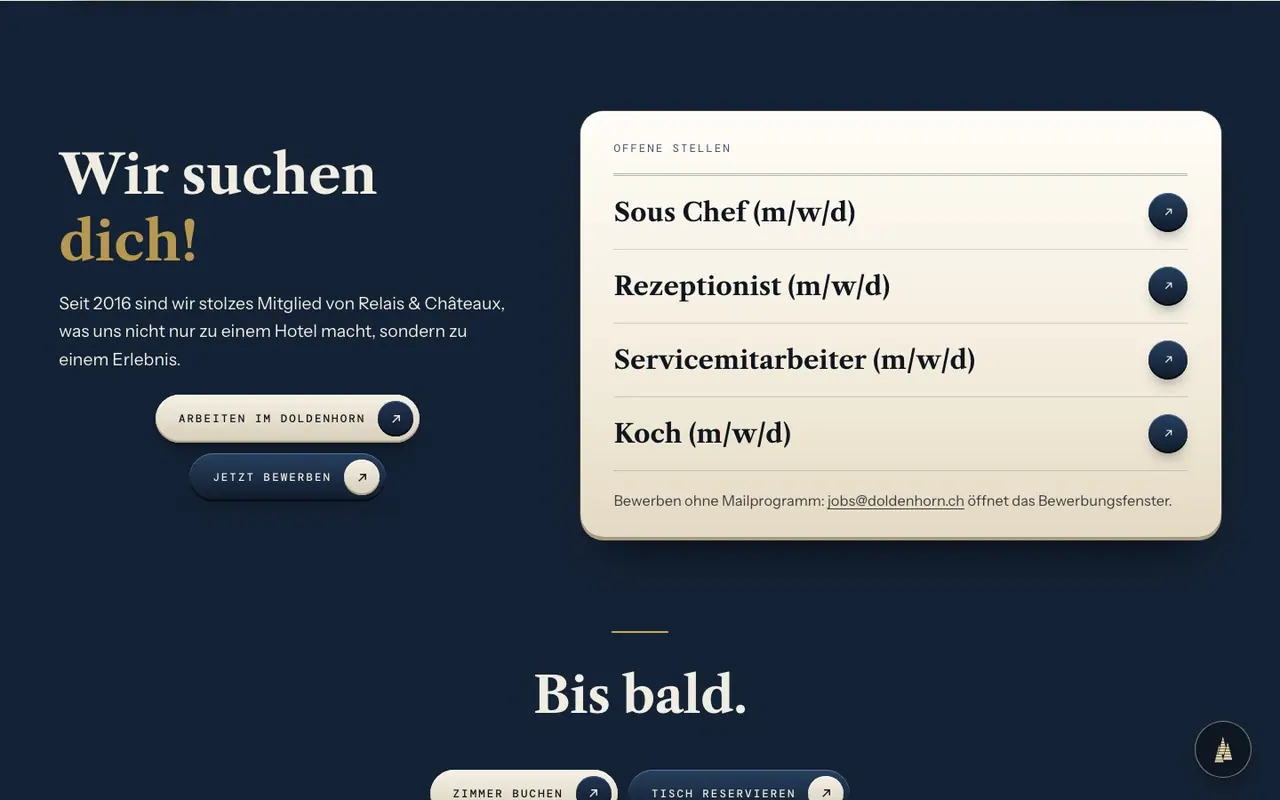 Wir suchen
dich!
Seit 2016 sind wir stolzes Mitglied von Relais & Châteaux,
was uns nicht nur zu einem Hotel macht, sondern zu
einem Erlebnis.
ARBEITEN IM DOLDENHORN
JETZT BEWERBEN
OFFENE STELLEN
Sous Chef (m/w/d)
Rezeptionist (m/w/d)
Servicemitarbeiter (m/w/d)
Koch (m/w/d)
Bewerben ohne Mailprogramm: jobs@doldenhorn.ch öffnet das Bewerbungsfenster.
Bis bald.
ZIMMER BUCHEN
TISCH RESERVIEREN